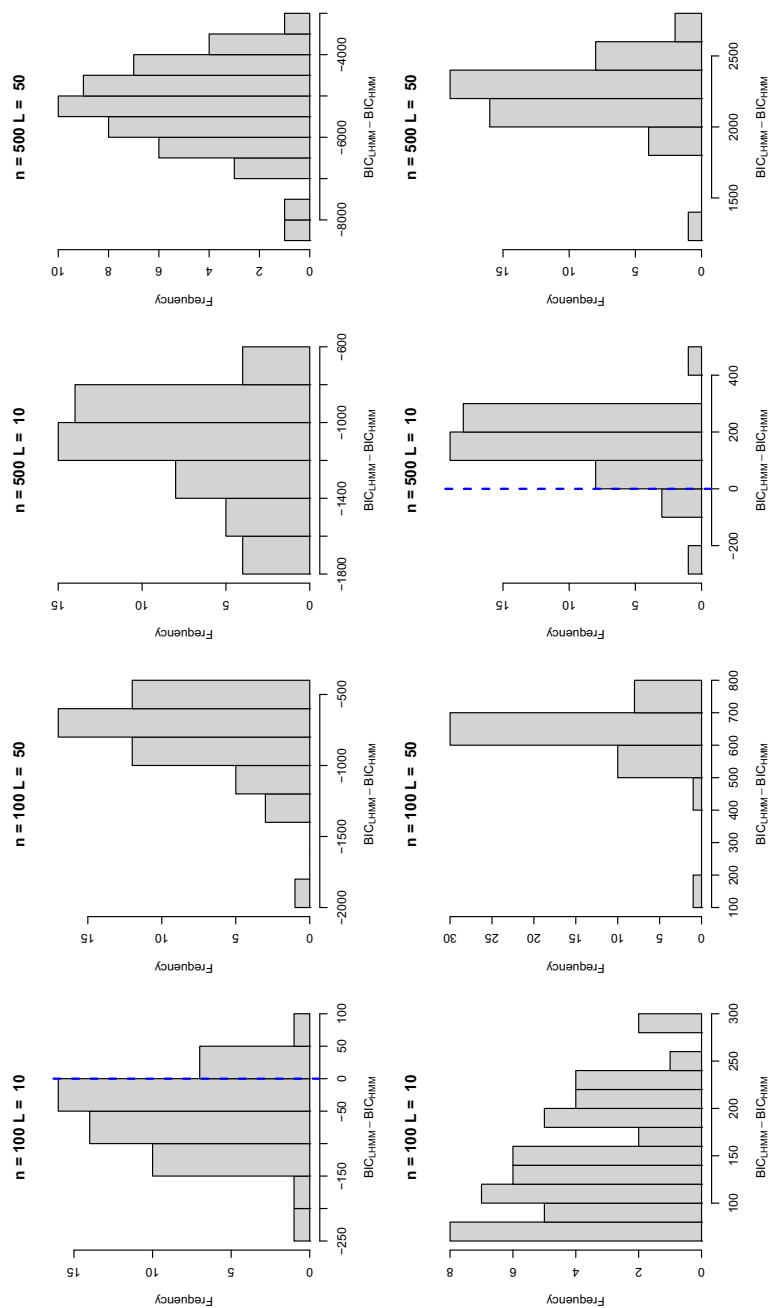 n = 100 L = 10
Frequency
15
10
5
0
−250 −150 −50 0 50 100
BIC_LHMM − BIC_HMM
n = 100 L = 50
Frequency
15
10
5
0
−2000 −1500 −1000 −500
BIC_LHMM − BIC_HMM
n = 500 L = 10
Frequency
15
10
5
0
−1800 −1400 −1000 −600
BIC_LHMM − BIC_HMM
n = 500 L = 50
Frequency
10
8
6
4
2
0
−8000 −6000 −4000
BIC_LHMM − BIC_HMM
n = 100 L = 10
Frequency
8
6
4
2
0
100 150 200 250 300
BIC_LHMM − BIC_HMM
n = 100 L = 50
Frequency
30
25
20
15
10
5
0
100 200 300 400 500 600 700 800
BIC_LHMM − BIC_HMM
n = 500 L = 10
Frequency
15
10
5
0
−200 0 200 400
BIC_LHMM − BIC_HMM
n = 500 L = 50
Frequency
15
10
5
0
1500 2000 2500
BIC_LHMM − BIC_HMM